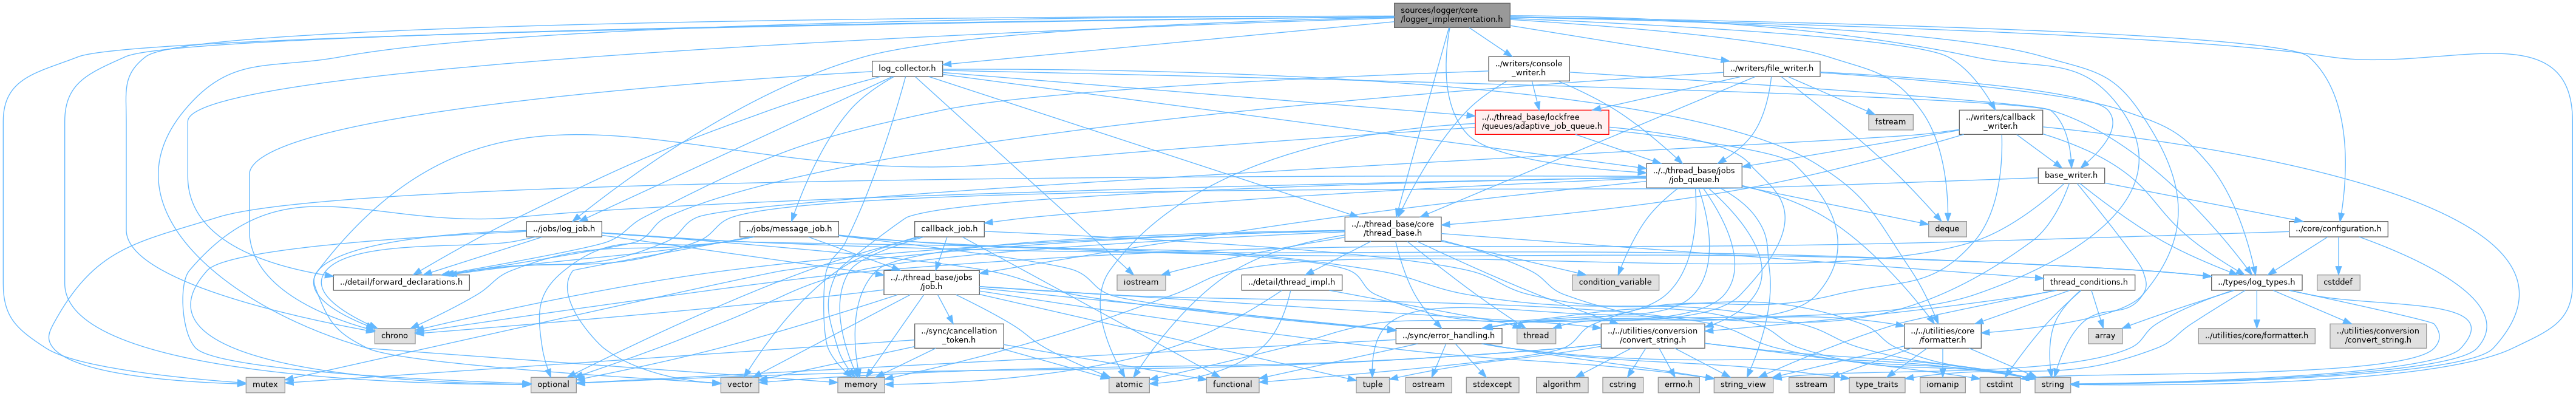 sources/logger/core
/logger_implementation.h
log_collector.h
../writers/console
_writer.h
../writers/file_writer.h
../../thread_base/lockfree
/queues/adaptive_job_queue.h
fstream
../writers/callback
_writer.h
../../thread_base/jobs
/job_queue.h
base_writer.h
../jobs/log_job.h
../jobs/message_job.h
callback_job.h
../../thread_base/core
/thread_base.h
deque
../core/configuration.h
../detail/forward_declarations.h
../../thread_base/jobs
/job.h
iostream
../detail/thread_impl.h
condition_variable
thread_conditions.h
../types/log_types.h
cstddef
chrono
../sync/cancellation
_token.h
../sync/error_handling.h
thread
../../utilities/conversion
/convert_string.h
../../utilities/core
/formatter.h
array
../utilities/core/formatter.h
../utilities/conversion
/convert_string.h
mutex
optional
vector
memory
atomic
functional
tuple
ostream
stdexcept
algorithm
cstring
errno.h
string_view
sstream
type_traits
iomanip
cstdint
string